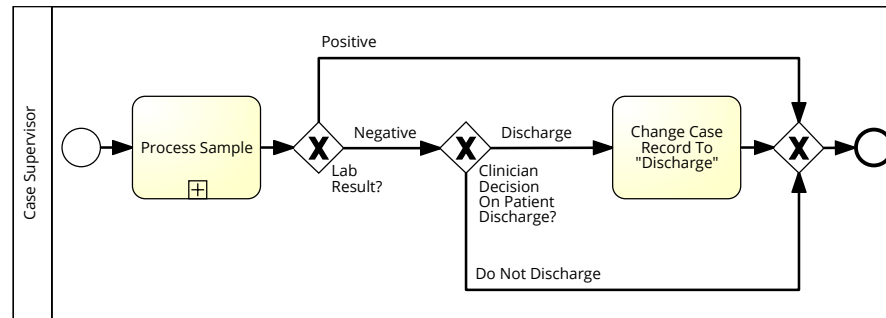 Case Supervisor
Process Sample
Positive
Lab
Result?
Negative
Clinician
Decision
On Patient
Discharge?
Discharge
Change Case
Record To
"Discharge"
Do Not Discharge